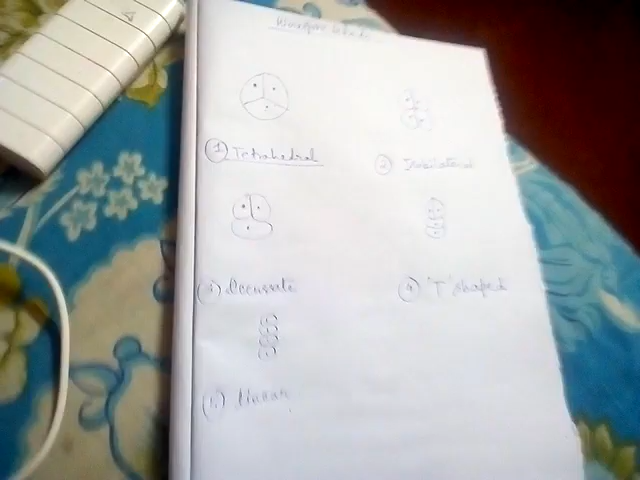 ① Tetrahedral
② Isobilateral
(3) Decussate
④ 'T' shaped
(5) Linear